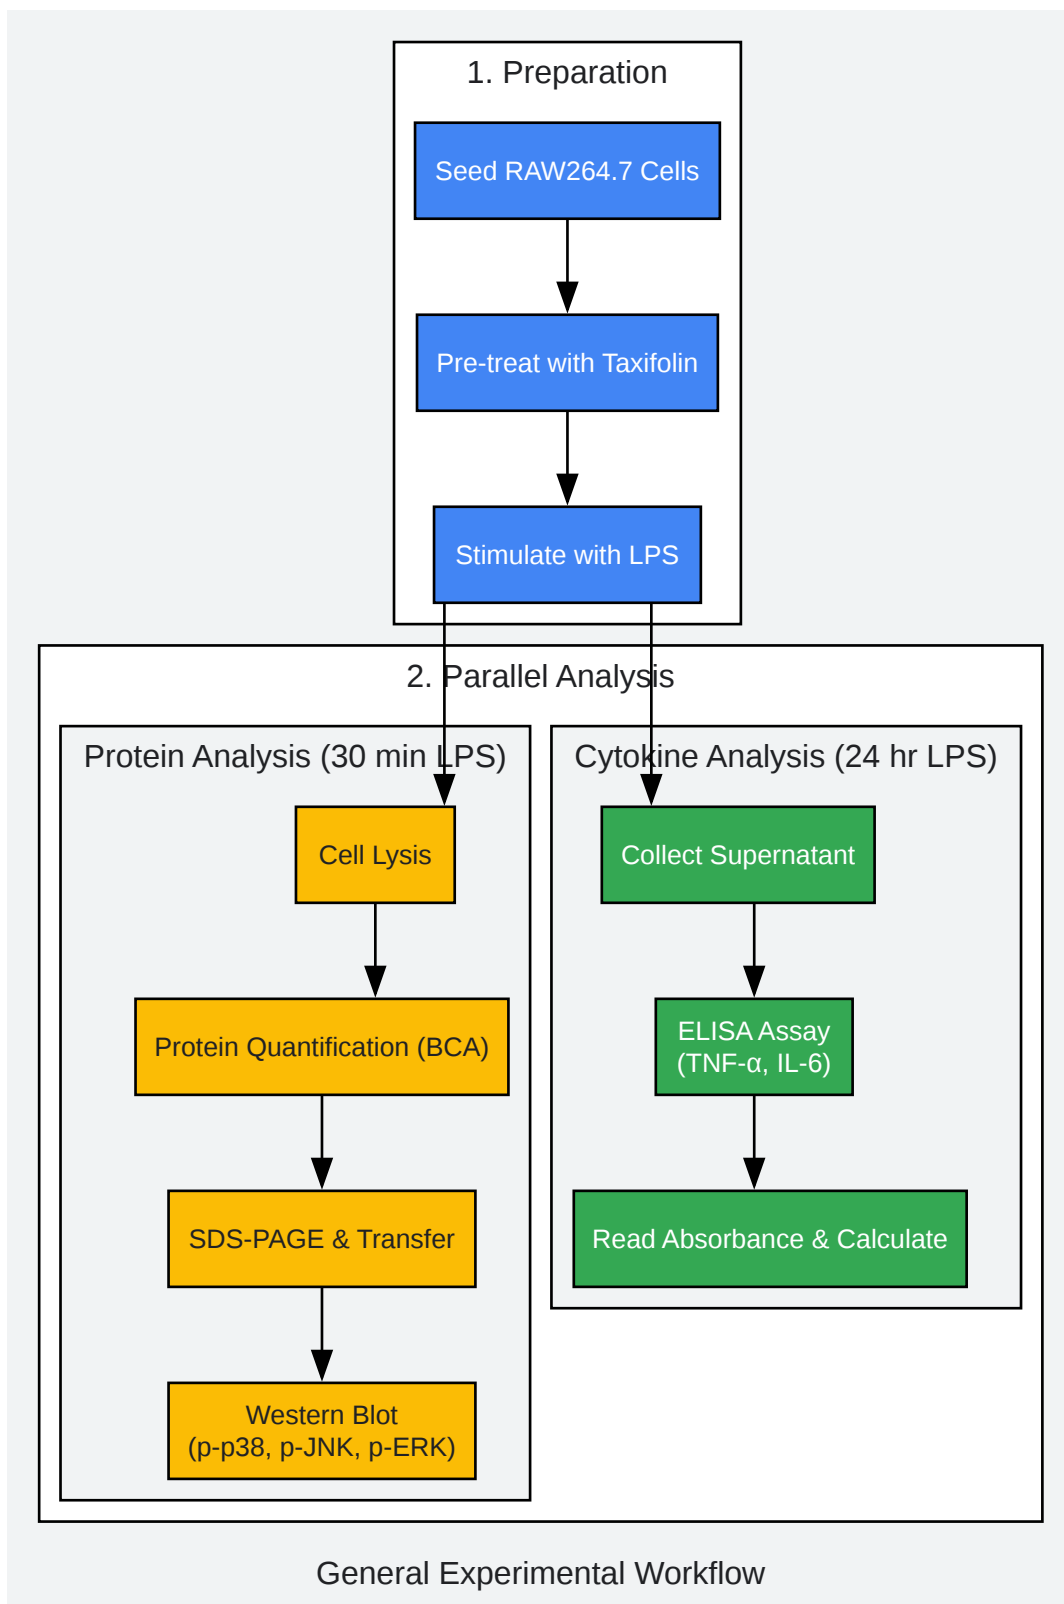 1. Preparation
Seed RAW264.7 Cells
Pre-treat with Taxifolin
Stimulate with LPS
2. Parallel Analysis
Protein Analysis (30 min LPS)
Cell Lysis
Protein Quantification (BCA)
SDS-PAGE & Transfer
Western Blot
(p-p38, p-JNK, p-ERK)
Cytokine Analysis (24 hr LPS)
Collect Supernatant
ELISA Assay
(TNF-α, IL-6)
Read Absorbance & Calculate
General Experimental Workflow